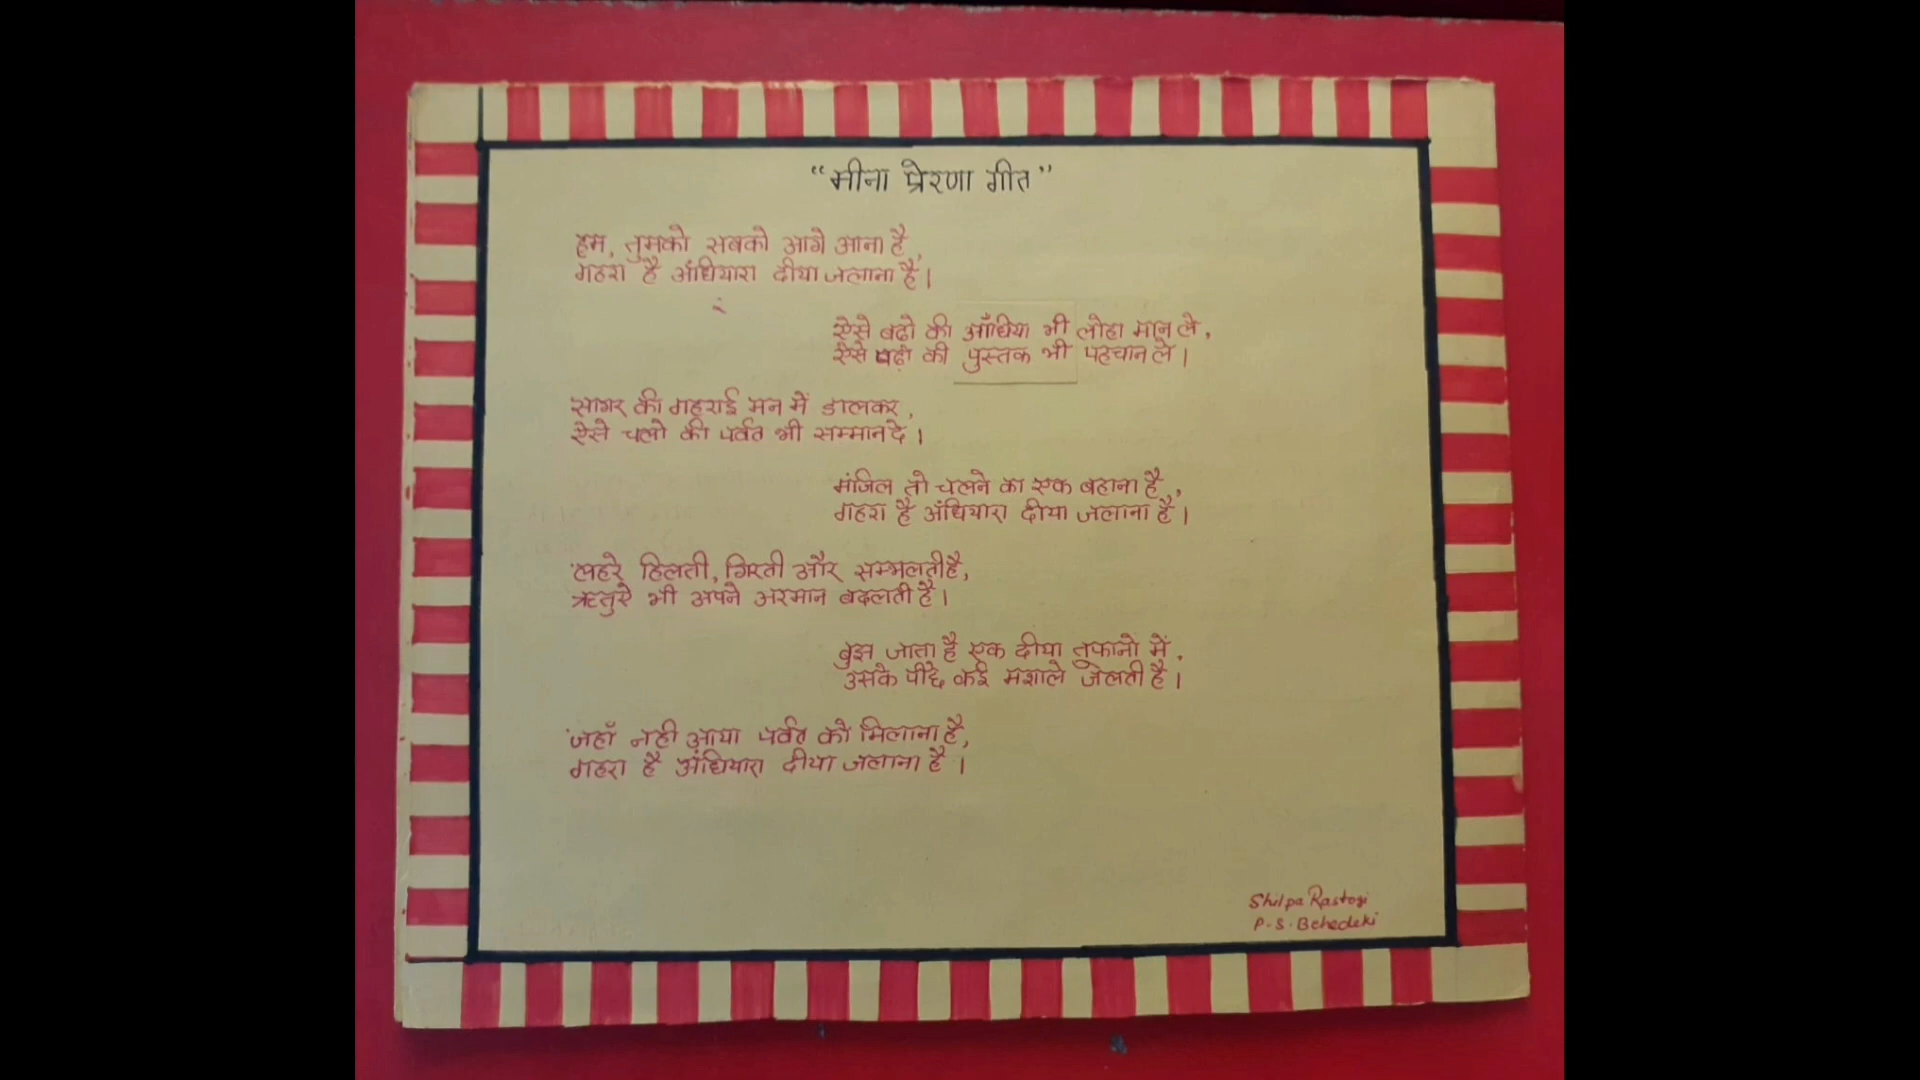 “मीना प्रेरणा गीत”
हम, तुमको सबको आगे आना है,
गहरा है अँधियारा दीया जलाना है।
ऐसे बढ़ो की आँधिया भी लोहा मान ले,
ऐसे पढ़ो की पुस्तक भी पहचान ले।
सागर की गहराई मन में डालकर,
ऐसे चलो की पर्वत भी सम्मान दे।
मंजिल तो चलने का एक बहाना है,
गहरा है अँधियारा दीया जलाना है।
लहरे हिलती, गिरती और सम्भलती है,
ऋतुऐ भी अपने अरमान बदलती है।
बुझ जाता है एक दीया तूफानो में,
उसके पीछे कई मशाले जलती है।
जहाँ नही आया पर्वत को मिलाना है,
गहरा है अँधियारा दीया जलाना है।
Shilpa Rastogi
P.S. Behedeki